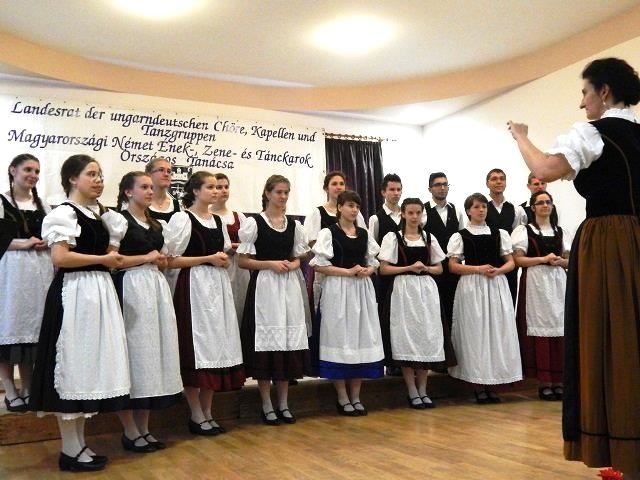 Landesrat der ungarndeutschen Chöre, Kapellen und
Tanzgruppen
Magyarországi Német Ének-, Zene- és Tánckarok
Országos Tanácsa